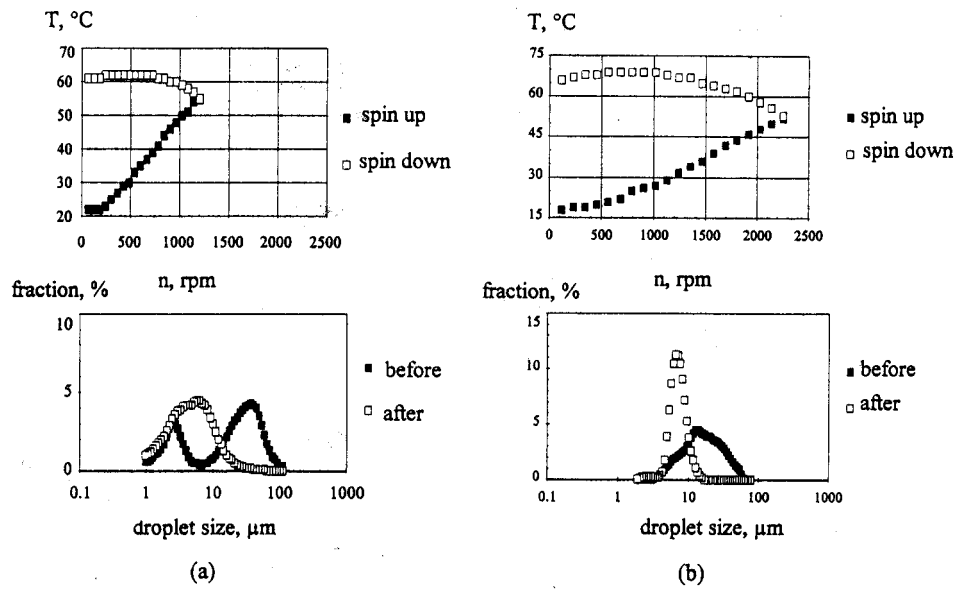 T, °C
70
60
50
40
30
20
0 500 1000 1500 2000 2500
n, rpm
spin up
spin down
fraction, %
10
5
0
0.1 1 10 100 1000
droplet size, µm
before
after
(a)
T, °C
75
60
45
30
15
0 500 1000 1500 2000 2500
n, rpm
spin up
spin down
fraction, %
15
10
5
0
0.1 1 10 100 1000
droplet size, µm
before
after
(b)